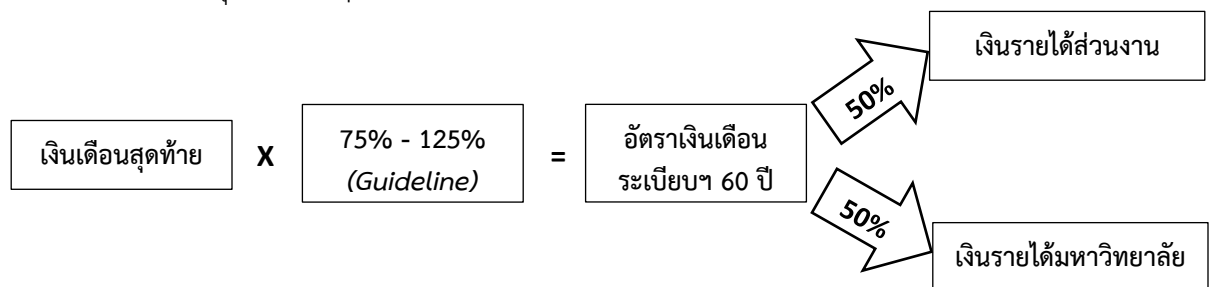 เงินรายได้ส่วนงาน
50%
เงินเดือนสุดท้าย
X
75% - 125%
(Guideline)
=
อัตราเงินเดือน
ระเบียบฯ 60 ปี
50%
เงินรายได้มหาวิทยาลัย